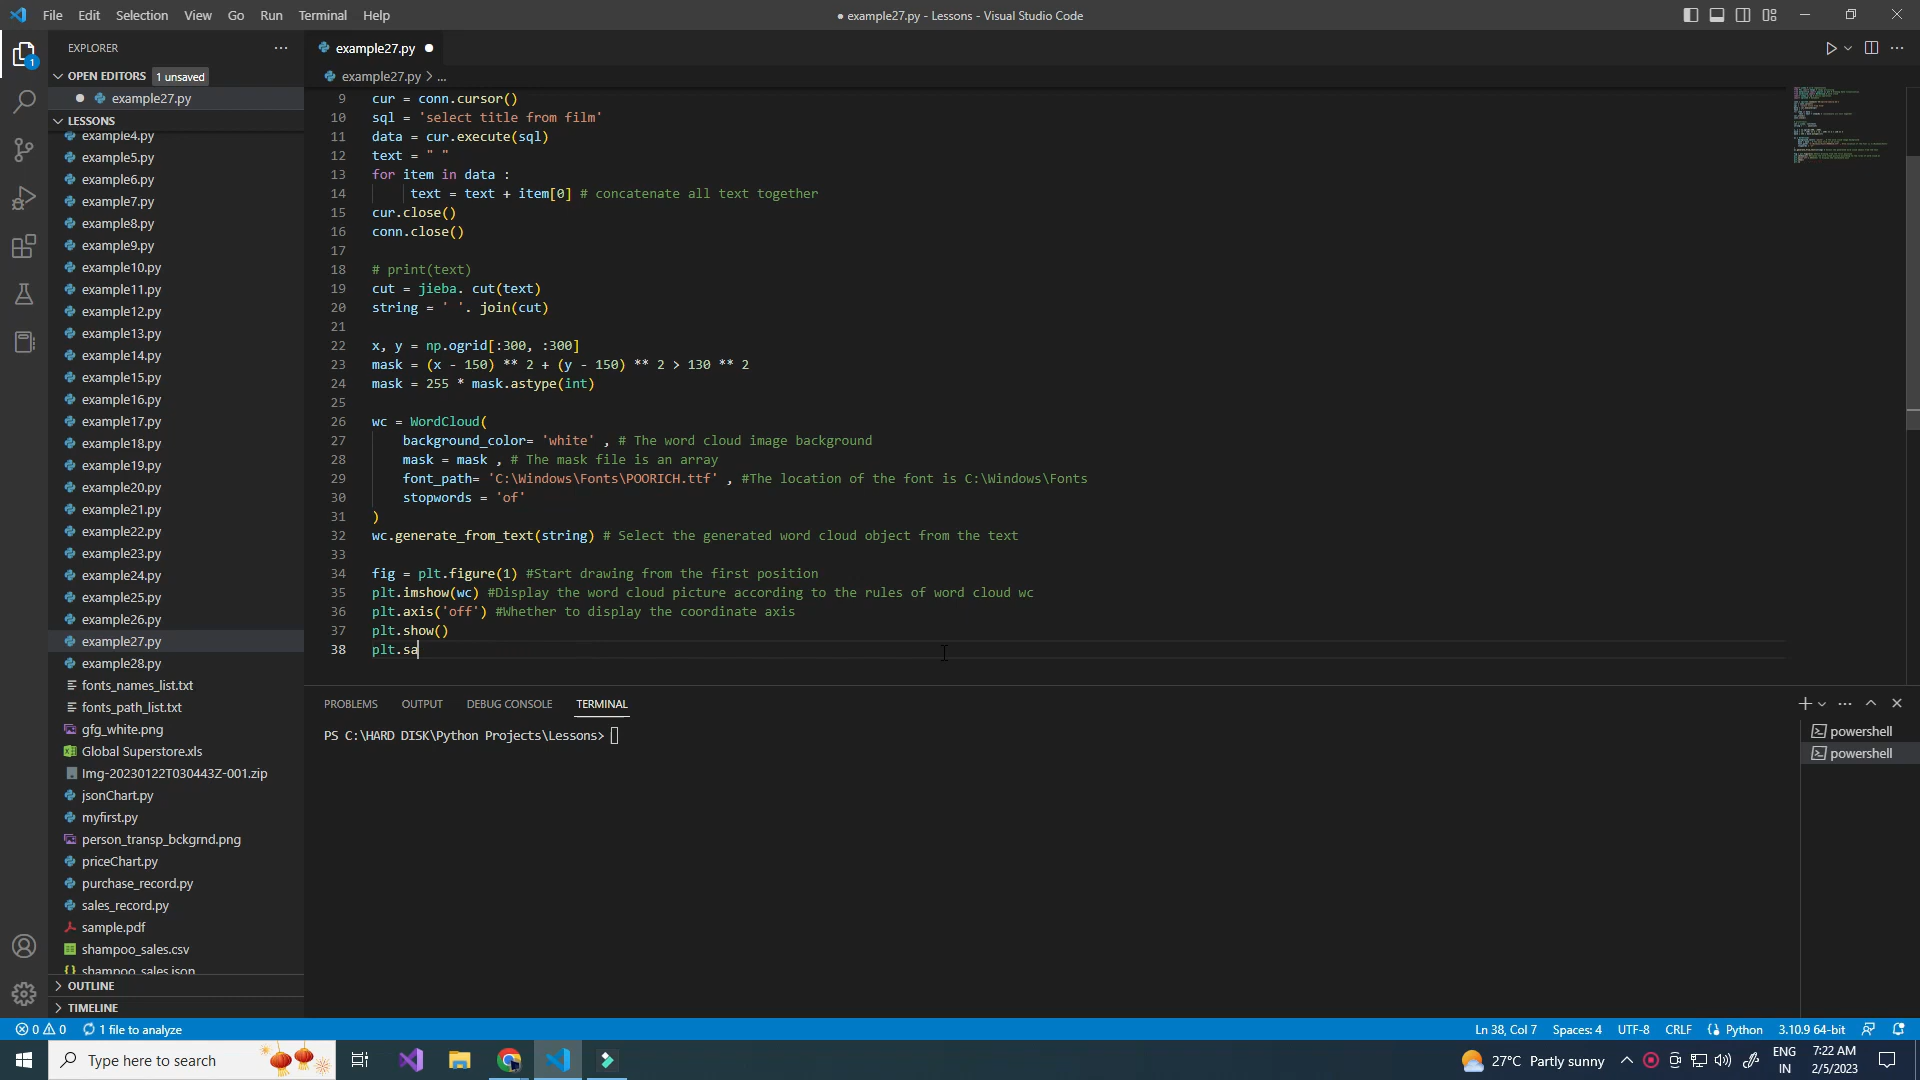 File Edit Selection View Go Run Terminal Help
● example27.py - Lessons - Visual Studio Code
EXPLORER
OPEN EDITORS 1 unsaved
example27.py
LESSONS
example4.py
example5.py
example6.py
example7.py
example8.py
example9.py
example10.py
example11.py
example12.py
example13.py
example14.py
example15.py
example16.py
example17.py
example18.py
example19.py
example20.py
example21.py
example22.py
example23.py
example24.py
example25.py
example26.py
example27.py
example28.py
fonts_names_list.txt
fonts_path_list.txt
gfg_white.png
Global Superstore.xls
Img-20230122T030443Z-001.zip
jsonChart.py
myfirst.py
person_transp_bckgrnd.png
priceChart.py
purchase_record.py
sales_record.py
sample.pdf
shampoo_sales.csv
shampoo_sales.json
OUTLINE
TIMELINE
example27.py
example27.py > ...
9 cur = conn.cursor()
10 sql = 'select title from film'
11 data = cur.execute(sql)
12 text = " "
13 for item in data :
14 text = text + item[0] # concatenate all text together
15 cur.close()
16 conn.close()
17
18 # print(text)
19 cut = jieba. cut(text)
20 string = ' '. join(cut)
21
22 x, y = np.ogrid[:300, :300]
23 mask = (x - 150) ** 2 + (y - 150) ** 2 > 130 ** 2
24 mask = 255 * mask.astype(int)
25
26 wc = WordCloud(
27 background_color= 'white' , # The word cloud image background
28 mask = mask , # The mask file is an array
29 font_path= 'C:\Windows\Fonts\POORICH.ttf' , #The location of the font is C:\Windows\Fonts
30 stopwords = 'of'
31 )
32 wc.generate_from_text(string) # Select the generated word cloud object from the text
33
34 fig = plt.figure(1) #Start drawing from the first position
35 plt.imshow(wc) #Display the word cloud picture according to the rules of word cloud wc
36 plt.axis('off') #Whether to display the coordinate axis
37 plt.show()
38 plt.sa
PROBLEMS OUTPUT DEBUG CONSOLE TERMINAL
PS C:\HARD DISK\Python Projects\Lessons>
powershell
powershell
0 0 1 file to analyze
Ln 38, Col 7 Spaces: 4 UTF-8 CRLF Python 3.10.9 64-bit
Type here to search
27°C Partly sunny
ENG
IN
7:22 AM
2/5/2023